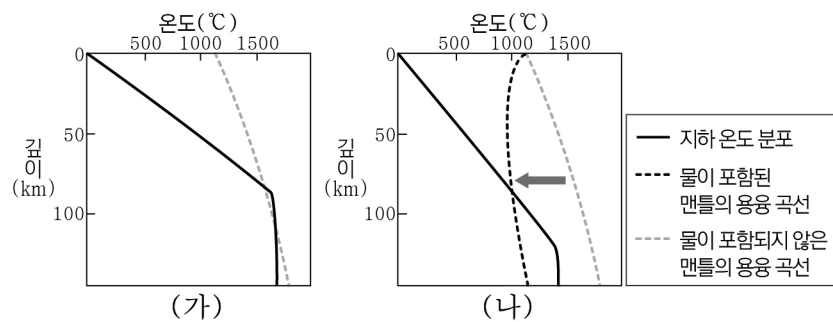 온도(℃)
500 1000 1500
0
50
100
깊이
(km)
(가)
온도(℃)
500 1000 1500
0
50
100
깊이
(km)
(나)
지하 온도 분포
물이 포함된
맨틀의 용융 곡선
물이 포함되지 않은
맨틀의 용융 곡선